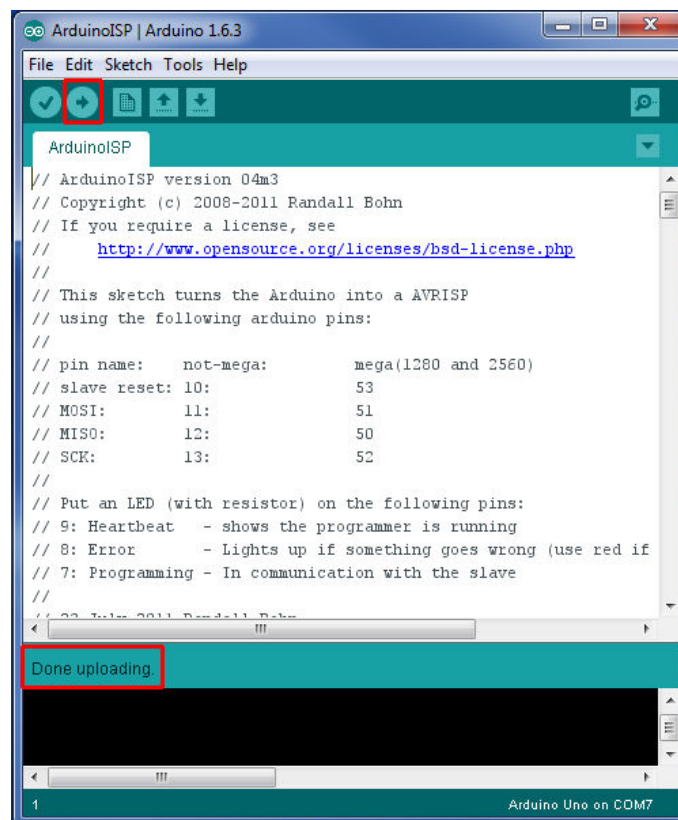 ArduinoISP | Arduino 1.6.3
File Edit Sketch Tools Help
ArduinoISP
// ArduinoISP version 04m3
// Copyright (c) 2008-2011 Randall Bohn
// If you require a license, see
//     http://www.opensource.org/licenses/bsd-license.php
//
// This sketch turns the Arduino into a AVRISP
// using the following arduino pins:
//
// pin name:    not-mega:         mega(1280 and 2560)
// slave reset: 10:               53
// MOSI:        11:               51
// MISO:        12:               50
// SCK:         13:               52
//
// Put an LED (with resistor) on the following pins:
// 9: Heartbeat   - shows the programmer is running
// 8: Error       - Lights up if something goes wrong (use red if
// 7: Programming - In communication with the slave
//
// 23 July 2011 Randall Bohn
Done uploading.
1
Arduino Uno on COM7